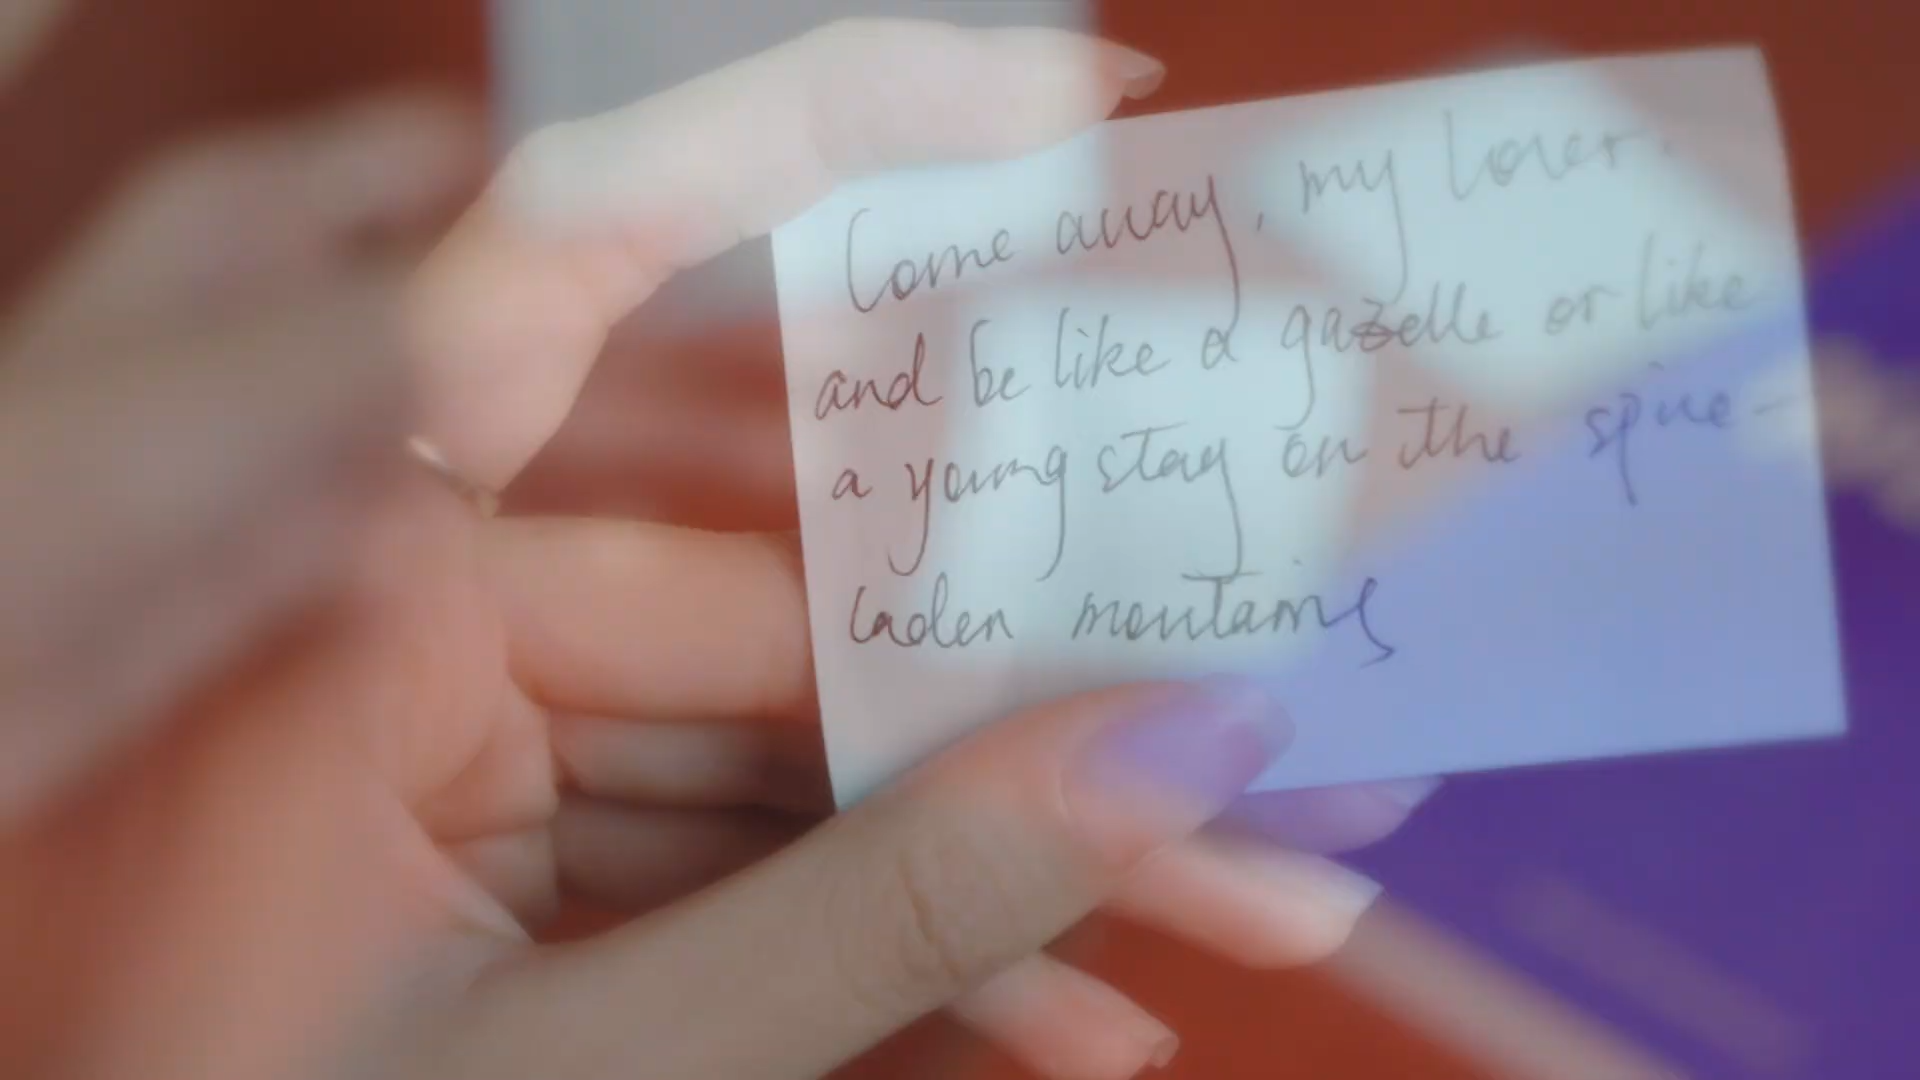 Come away, my lover.
and be like a gazelle or like
a young stag on the spice-
laden mountains